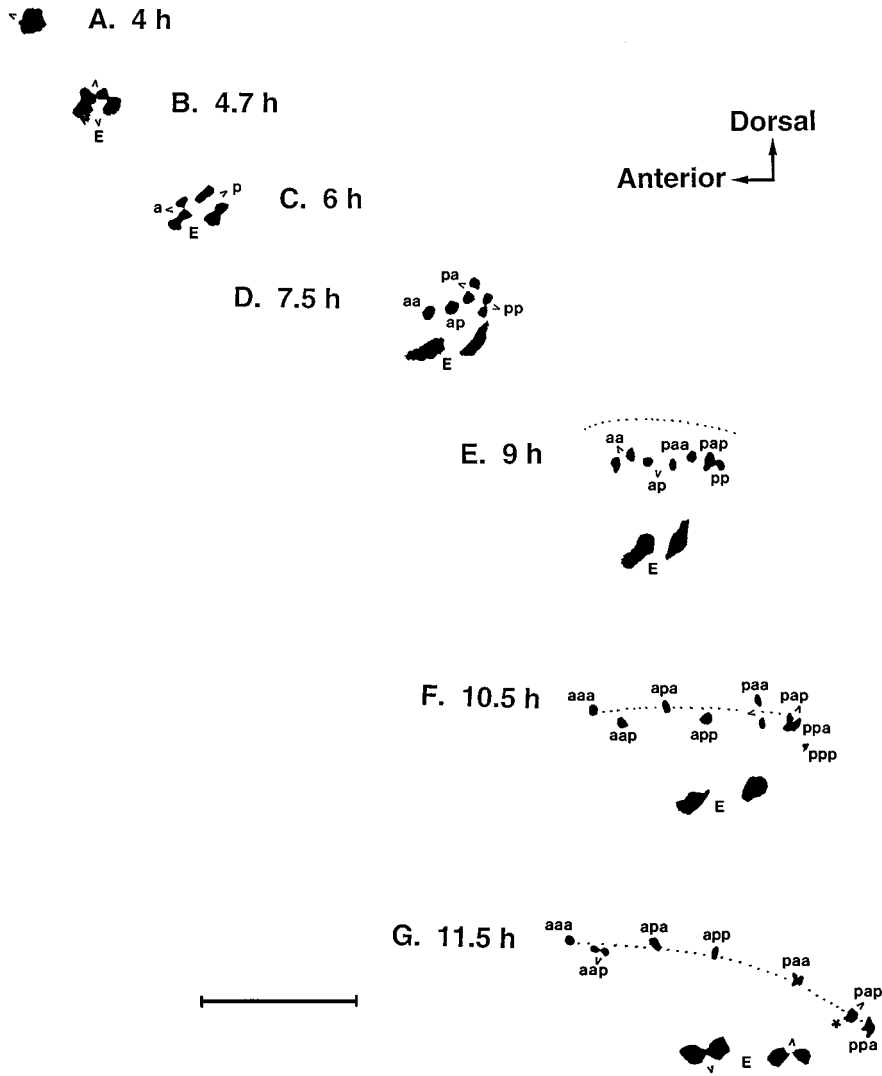 A. 4 h
B. 4.7 h
E
Dorsal
Anterior
C. 6 h
a
p
E
D. 7.5 h
pa
aa
pp
ap
E
E. 9 h
aa
paa
pap
ap
pp
E
F. 10.5 h
aaa
apa
paa
pap
aap
app
ppa
ppp
E
G. 11.5 h
aaa
apa
app
aap
paa
pap
*
ppa
E